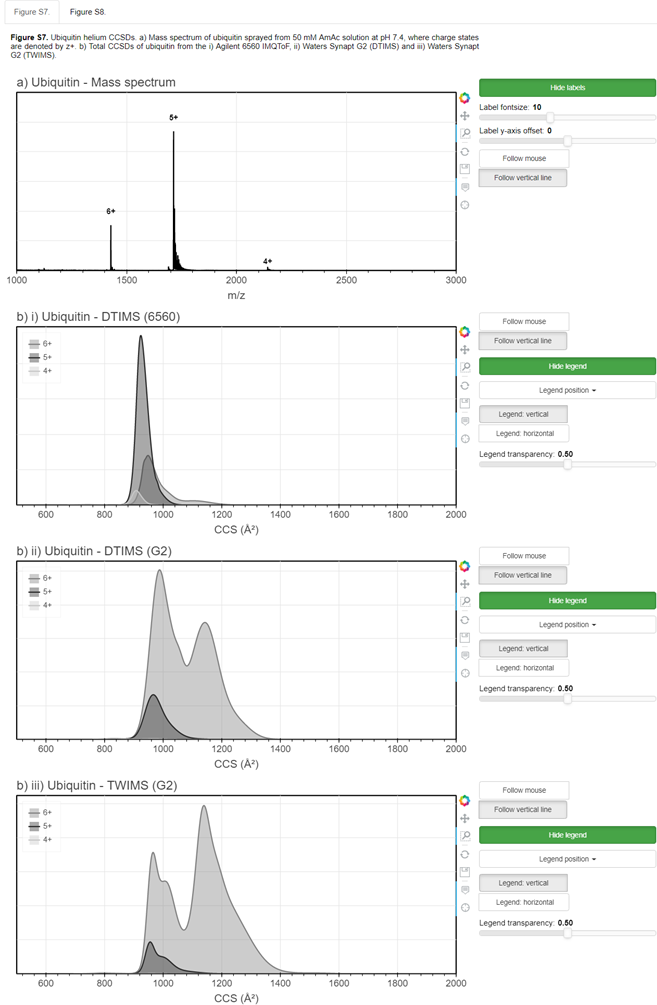 Figure S7.
Figure S8.
Figure S7. Ubiquitin helium CCSDs. a) Mass spectrum of ubiquitin sprayed from 50 mM AmAc solution at pH 7.4, where charge states
are denoted by z+. b) Total CCSDs of ubiquitin from the i) Agilent 6560 IMQToF, ii) Waters Synapt G2 (DTIMS) and iii) Waters Synapt
G2 (TWIMS).
a) Ubiquitin - Mass spectrum
5+
6+
4+
1000 1500 2000 2500 3000
m/z
Hide labels
Label fontsize: 10
Label y-axis offset: 0
Follow mouse
Follow vertical line
b) i) Ubiquitin - DTIMS (6560)
6+
5+
4+
600 800 1000 1200 1400 1600 1800 2000
CCS (Å²)
Follow mouse
Follow vertical line
Hide legend
Legend position
Legend: vertical
Legend: horizontal
Legend transparency: 0.50
b) ii) Ubiquitin - DTIMS (G2)
6+
5+
4+
600 800 1000 1200 1400 1600 1800 2000
CCS (Å²)
Follow mouse
Follow vertical line
Hide legend
Legend position
Legend: vertical
Legend: horizontal
Legend transparency: 0.50
b) iii) Ubiquitin - TWIMS (G2)
6+
5+
4+
600 800 1000 1200 1400 1600 1800 2000
CCS (Å²)
Follow mouse
Follow vertical line
Hide legend
Legend position
Legend: vertical
Legend: horizontal
Legend transparency: 0.50